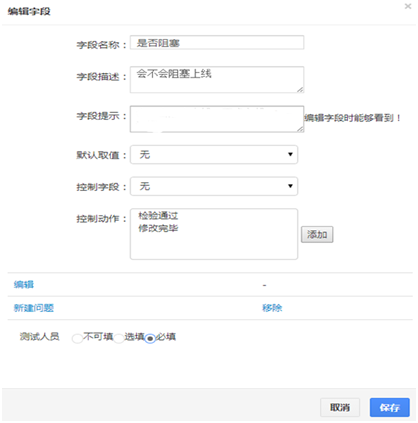 编辑字段 ×
字段名称： 是否阻塞
字段描述： 会不会阻塞上线
字段提示： 编辑字段时能够看到！
默认取值： 无
控制字段： 无
控制动作： 检验通过
修改完毕
添加
编辑 -
新建问题 移除
测试人员 不可填 选填 必填
取消 保存